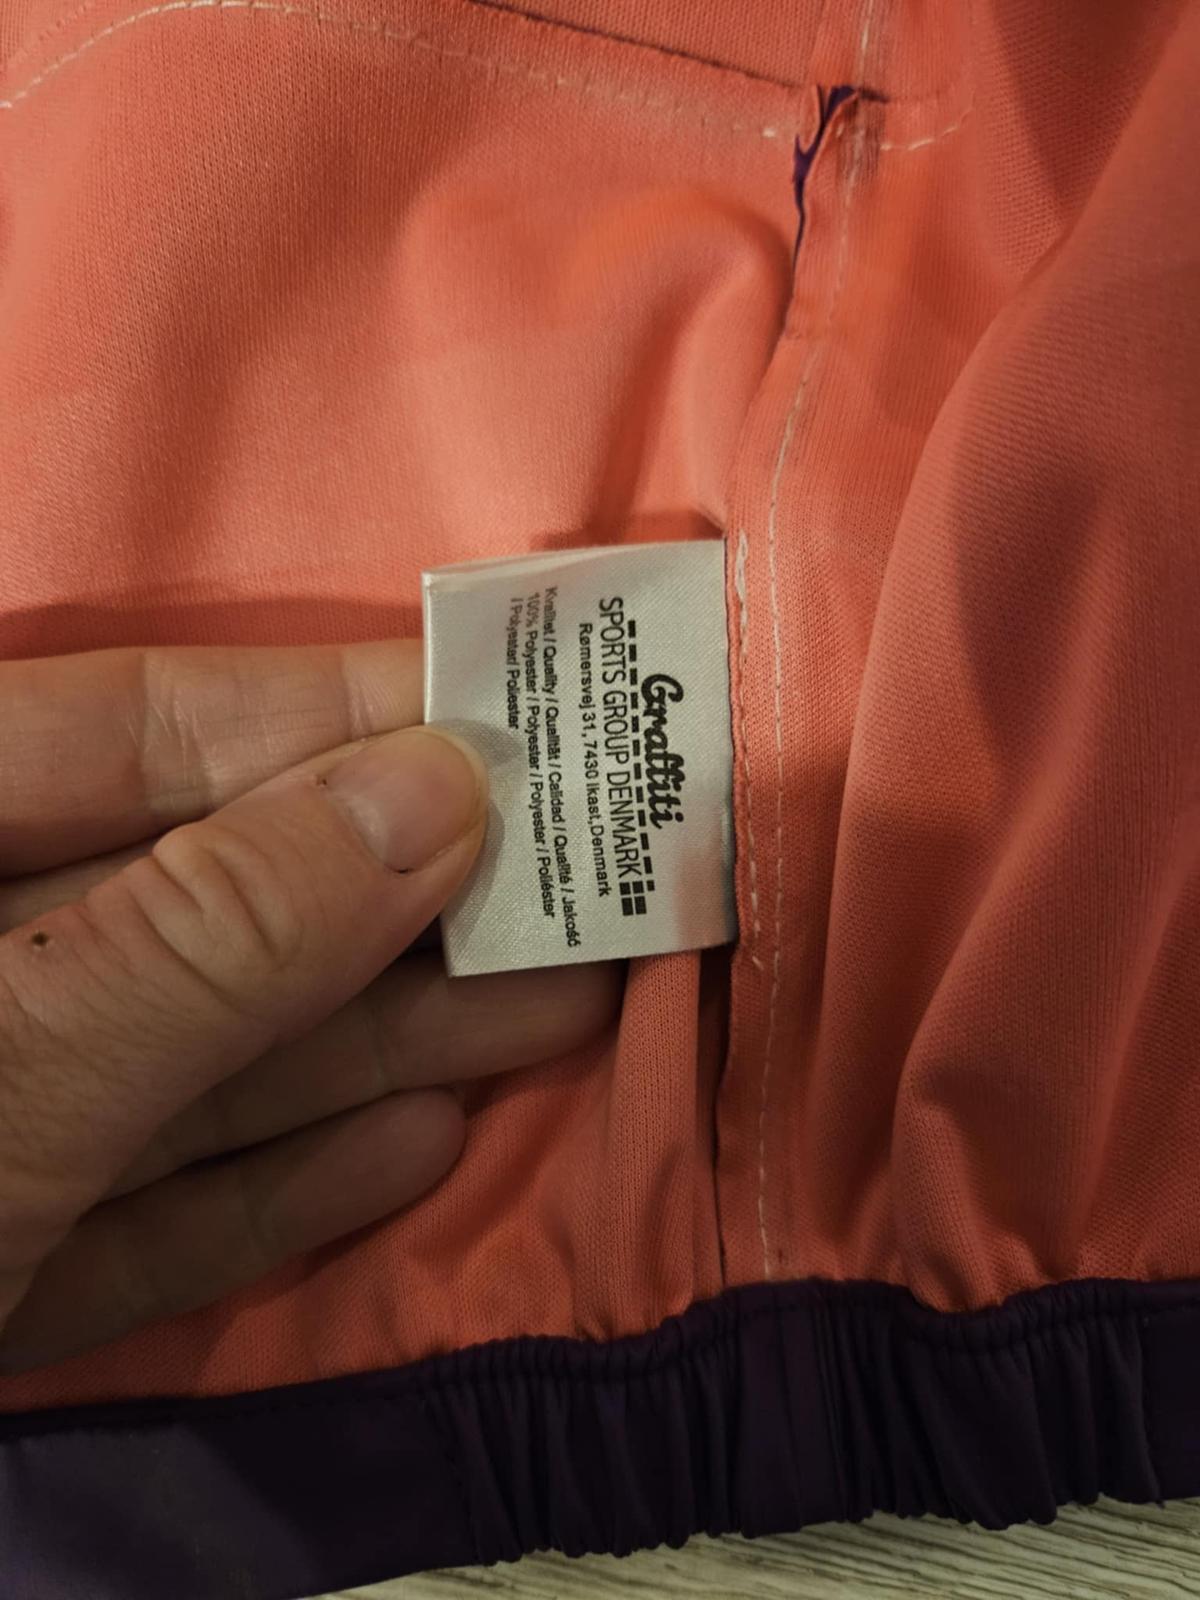 Graffiti
SPORTS GROUP DENMARK
Rømersvej 31, 7430 Ikast, Denmark
Kvalitet / Quality / Qualität / Calidad / Qualité / Jakość
100% Polyester / Polyester / Polyester / Poliéster
/ Polyester/ Poliester